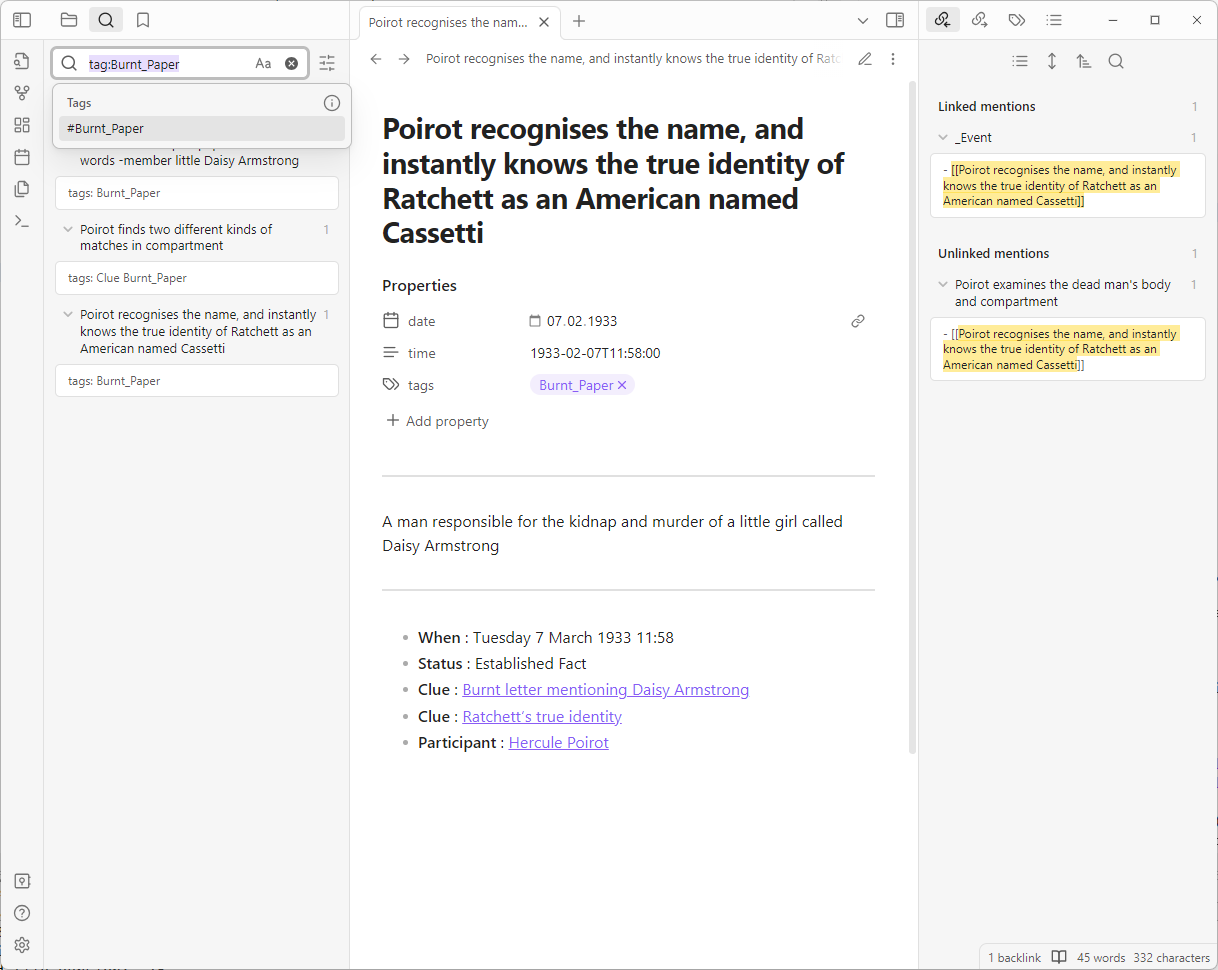 Poirot recognises the nam...
tag:Burnt_Paper
Aa
Tags
#Burnt_Paper
words -member little Daisy Armstrong
tags: Burnt_Paper
Poirot finds two different kinds of 1
matches in compartment
tags: Clue Burnt_Paper
Poirot recognises the name, and instantly 1
knows the true identity of Ratchett as an
American named Cassetti
tags: Burnt_Paper
Poirot recognises the name, and instantly knows the true identity of Ratc
Poirot recognises the name, and
instantly knows the true identity of
Ratchett as an American named
Cassetti
Properties
date 07.02.1933
time 1933-02-07T11:58:00
tags Burnt_Paper
Add property
A man responsible for the kidnap and murder of a little girl called
Daisy Armstrong
When : Tuesday 7 March 1933 11:58
Status : Established Fact
Clue : Burnt letter mentioning Daisy Armstrong
Clue : Ratchett's true identity
Participant : Hercule Poirot
Linked mentions 1
_Event 1
- [[Poirot recognises the name, and instantly
knows the true identity of Ratchett as an
American named Cassetti]]
Unlinked mentions 1
Poirot examines the dead man's body 1
and compartment
- [[Poirot recognises the name, and instantly
knows the true identity of Ratchett as an
American named Cassetti]]
1 backlink 45 words 332 characters